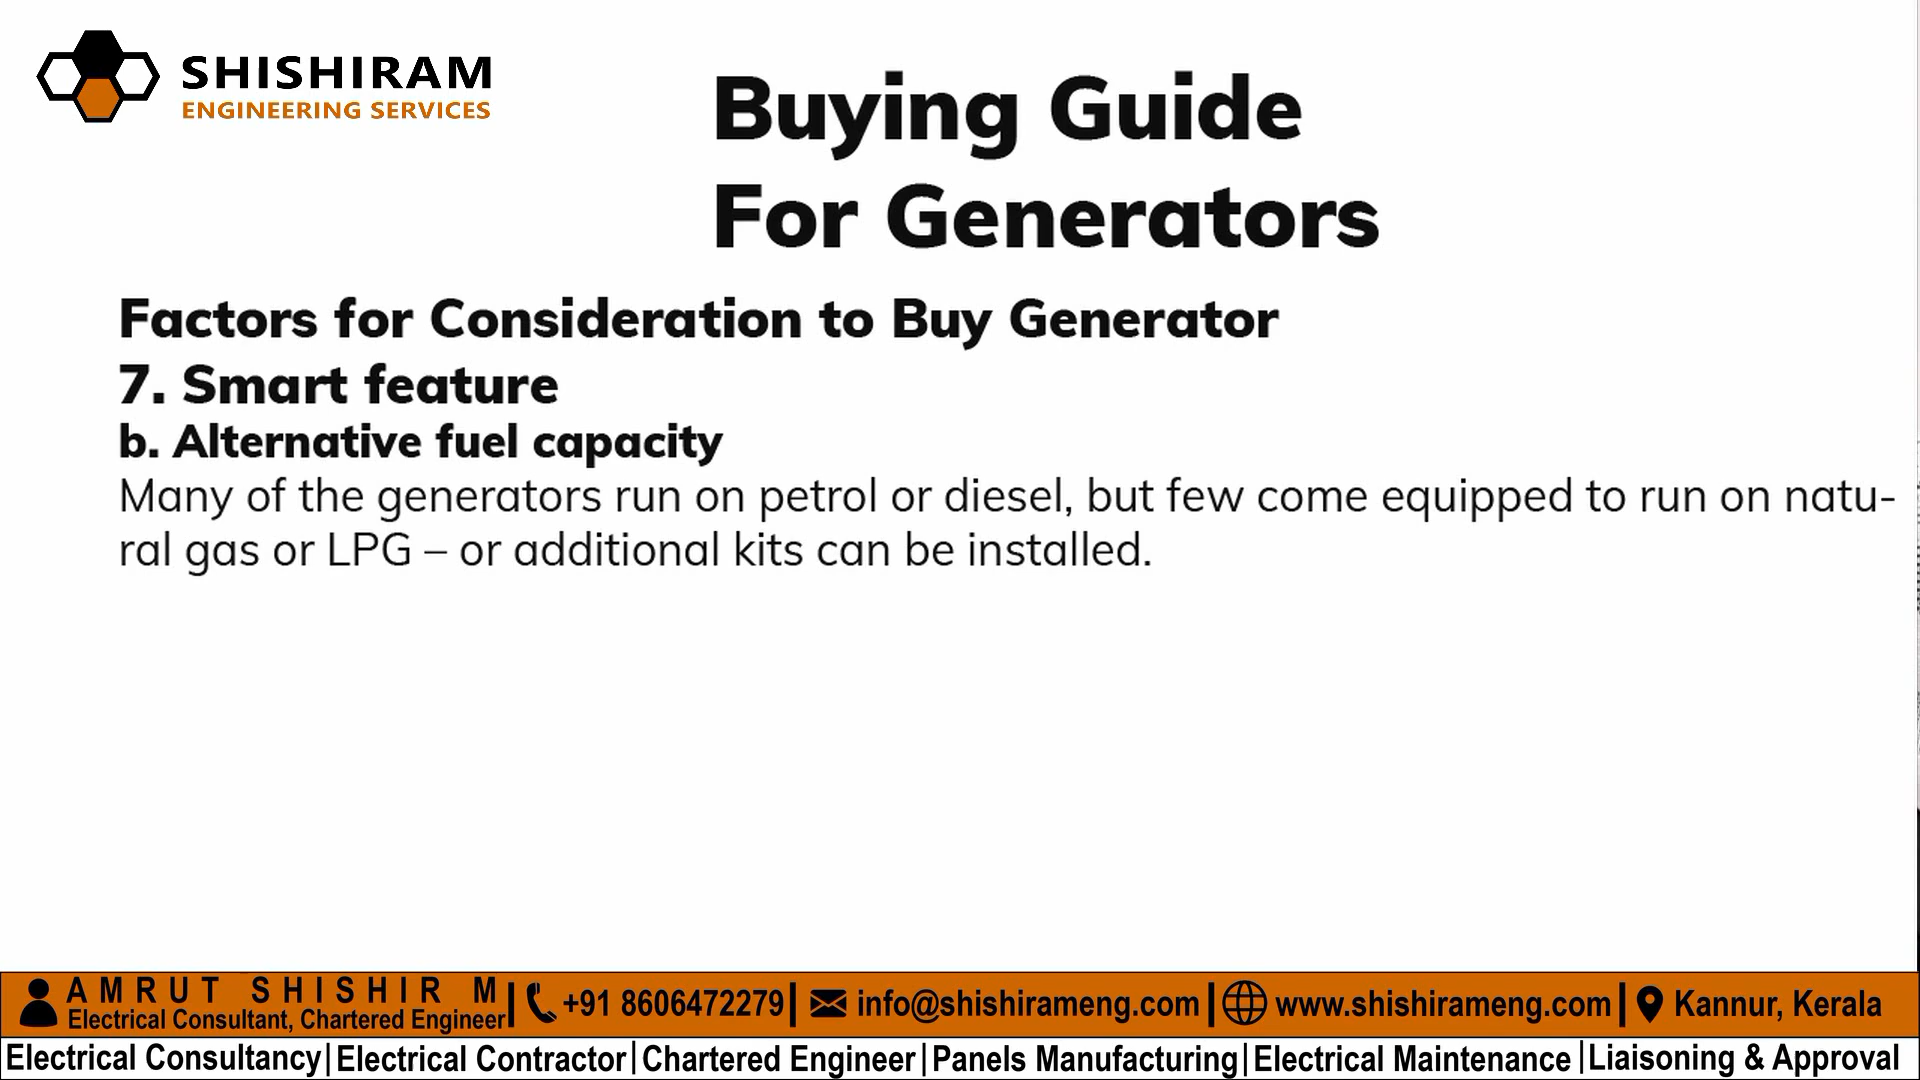 SHISHIRAM
ENGINEERING SERVICES
Buying Guide
For Generators
Factors for Consideration to Buy Generator
7. Smart feature
b. Alternative fuel capacity
Many of the generators run on petrol or diesel, but few come equipped to run on natu-
ral gas or LPG – or additional kits can be installed.
AMRUT SHISHIR M
Electrical Consultant, Chartered Engineer
+91 8606472279
info@shishirameng.com
www.shishirameng.com
Kannur, Kerala
Electrical Consultancy|Electrical Contractor|Chartered Engineer|Panels Manufacturing|Electrical Maintenance|Liaisoning & Approval